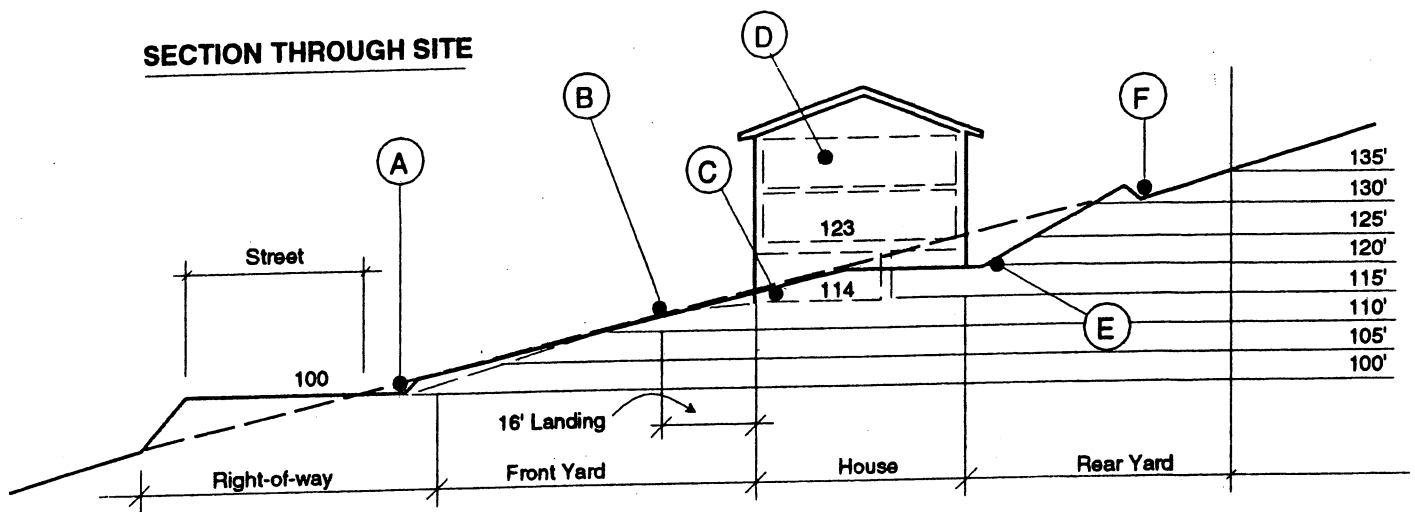 SECTION THROUGH SITE
D
B
F
A
C
135'
130'
123
125'
Street
120'
114
115'
110'
E
105'
100
100'
16' Landing
Right-of-way
Front Yard
House
Rear Yard